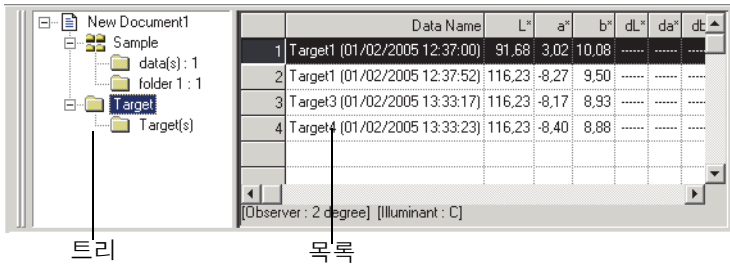 New Document1
Sample
data(s) : 1
folder 1 : 1
Target
Target(s)
Data Name L* a* b* dL* da* db
1 Target1 (01/02/2005 12:37:00) 91,68 3,02 10,08 ----- ----- -----
2 Target1 (01/02/2005 12:37:52) 116,23 -8,27 9,50 ----- ----- -----
3 Target3 (01/02/2005 13:33:17) 116,23 -8,17 8,93 ----- ----- -----
4 Target4 (01/02/2005 13:33:23) 116,23 -8,40 8,88 ----- ----- -----
[Observer : 2 degree] [Illuminant : C]
트리 목록